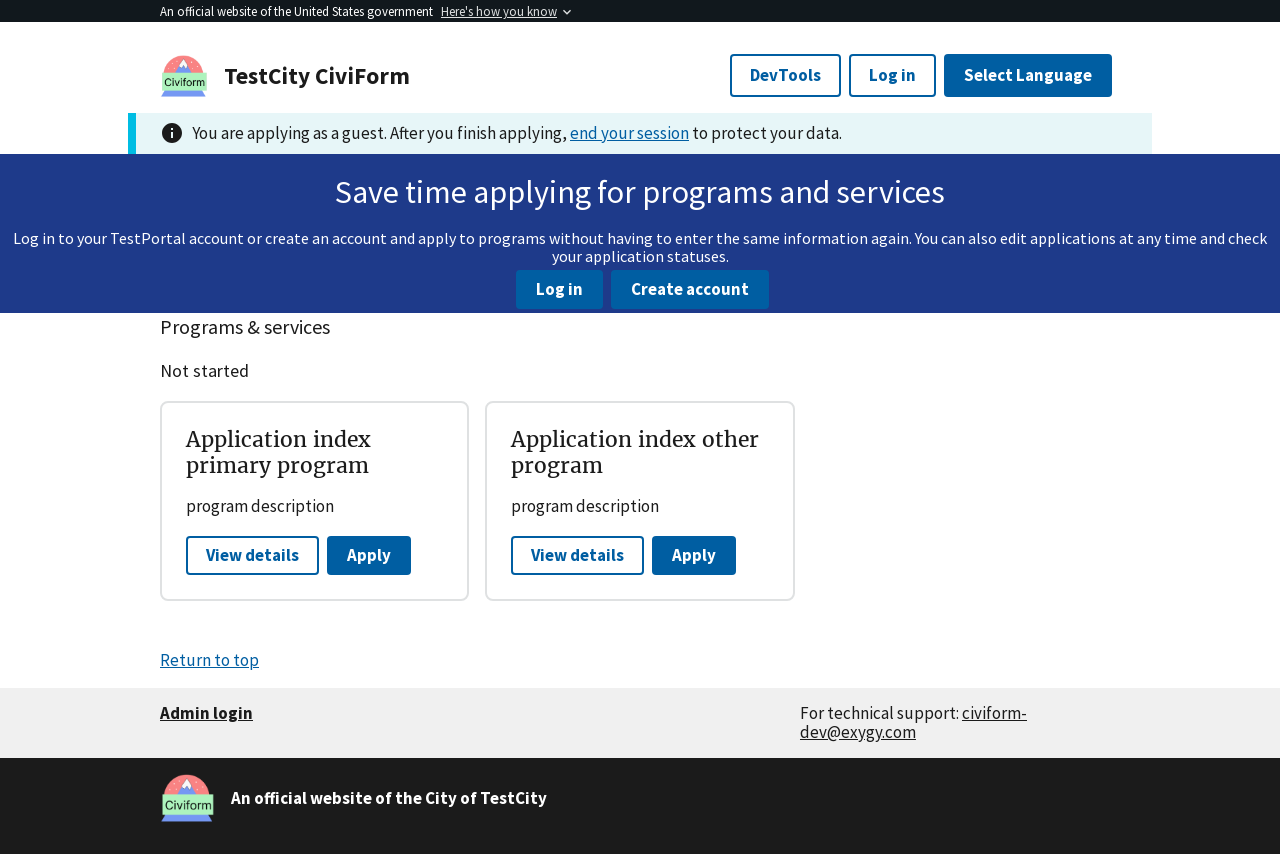 An official website of the United States government Here's how you know
Civiform
TestCity CiviForm
DevTools
Log in
Select Language
You are applying as a guest. After you finish applying, end your session to protect your data.
Save time applying for programs and services
Log in to your TestPortal account or create an account and apply to programs without having to enter the same information again. You can also edit applications at any time and check
your application statuses.
Log in
Create account
Programs & services
Not started
Application index
primary program
program description
View details
Apply
Application index other
program
program description
View details
Apply
Return to top
Admin login
For technical support: civiform-
dev@exygy.com
Civiform
An official website of the City of TestCity